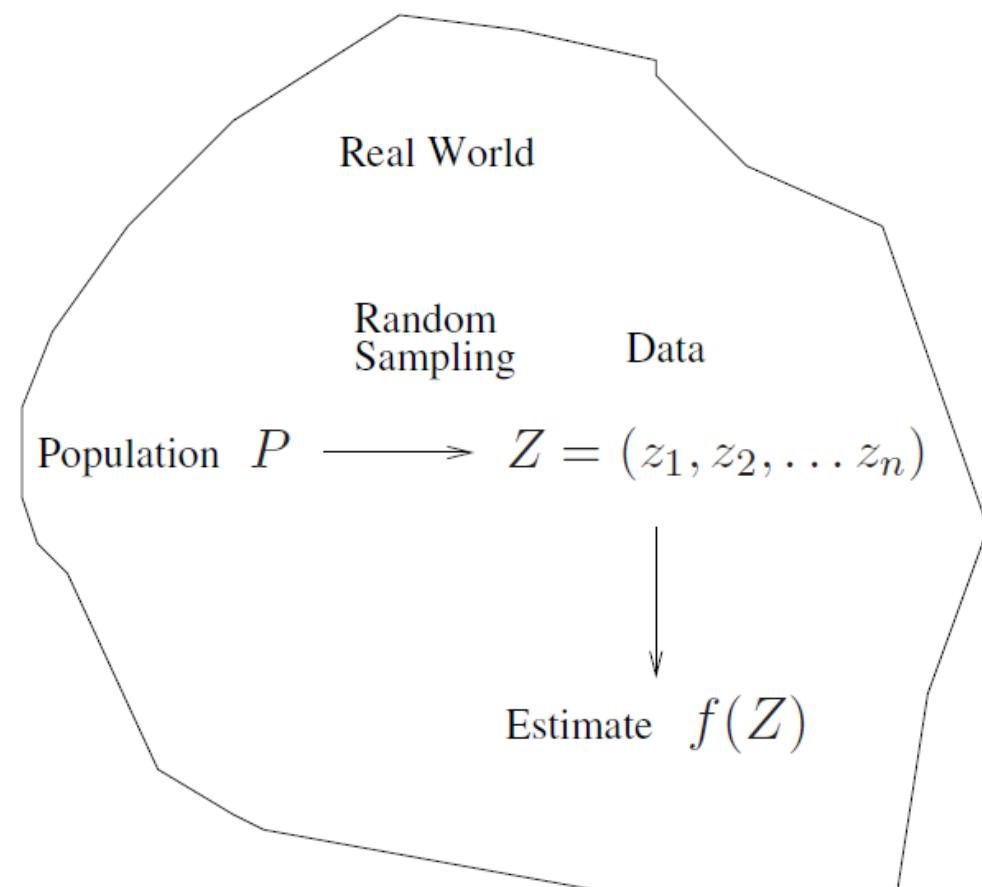 Real World
Random
Sampling
Data
Population P
Z = (z₁, z₂, . . . zₙ)
Estimate f(Z)